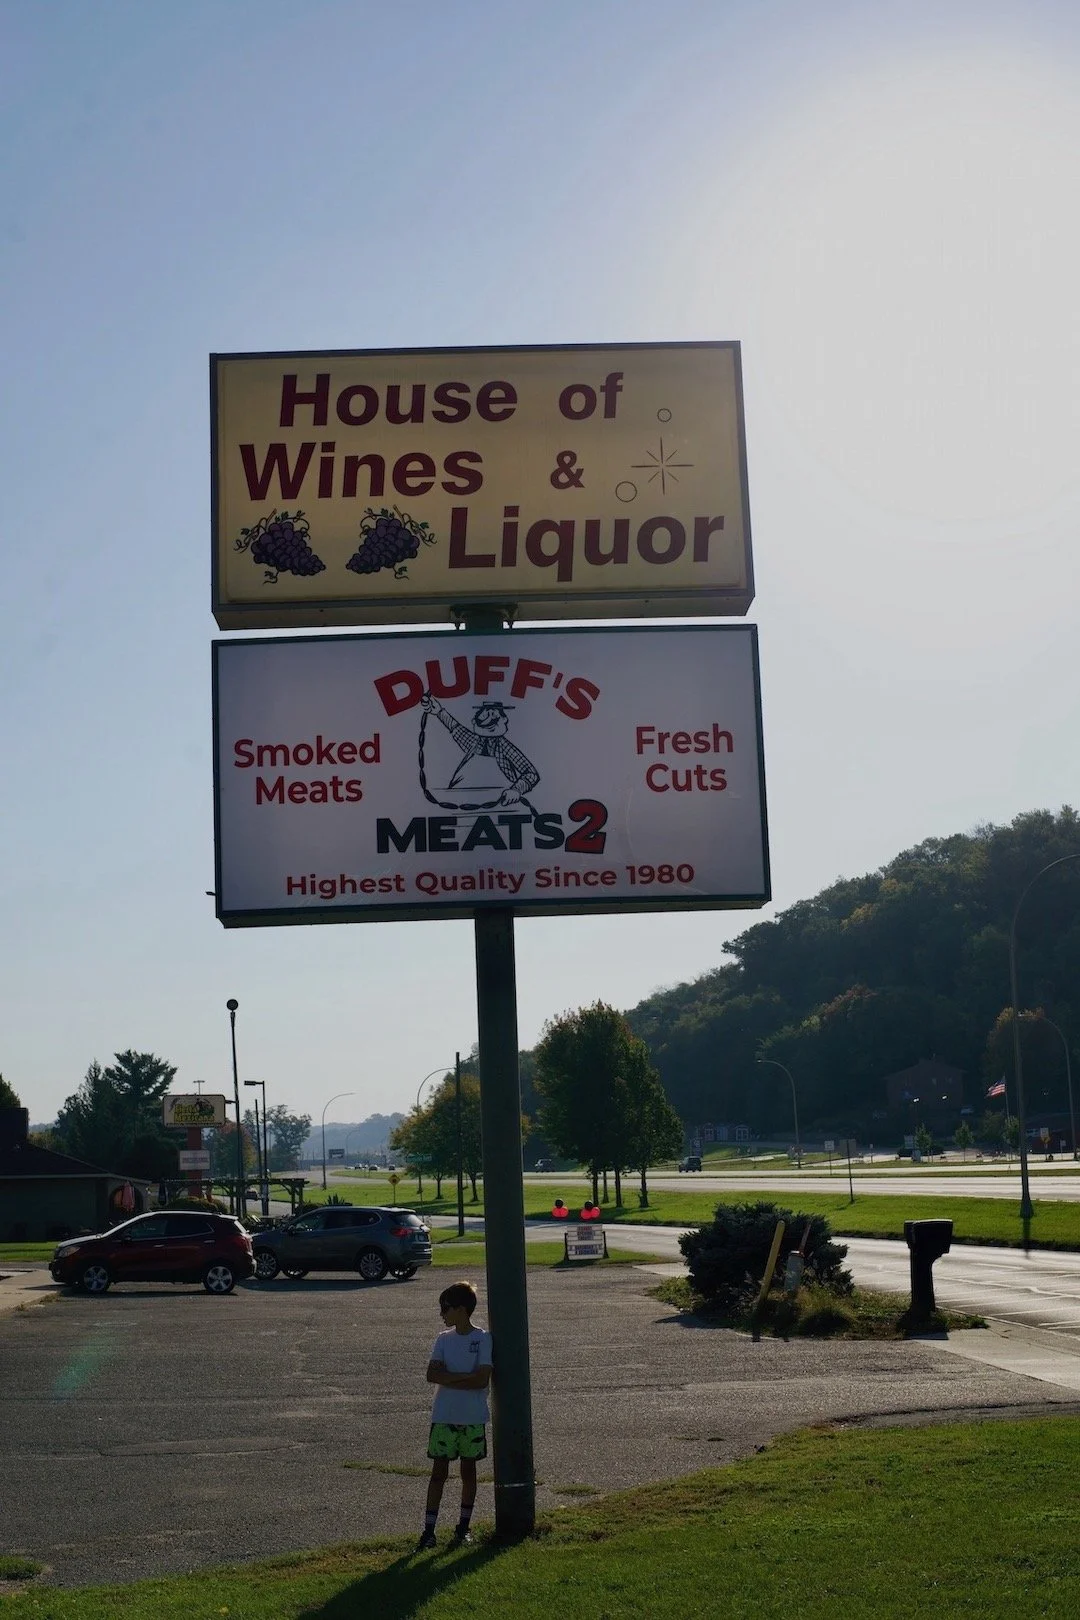 House of
Wines &
Liquor
DUFF'S
Smoked
Meats
Fresh
Cuts
MEATS2
Highest Quality Since 1980